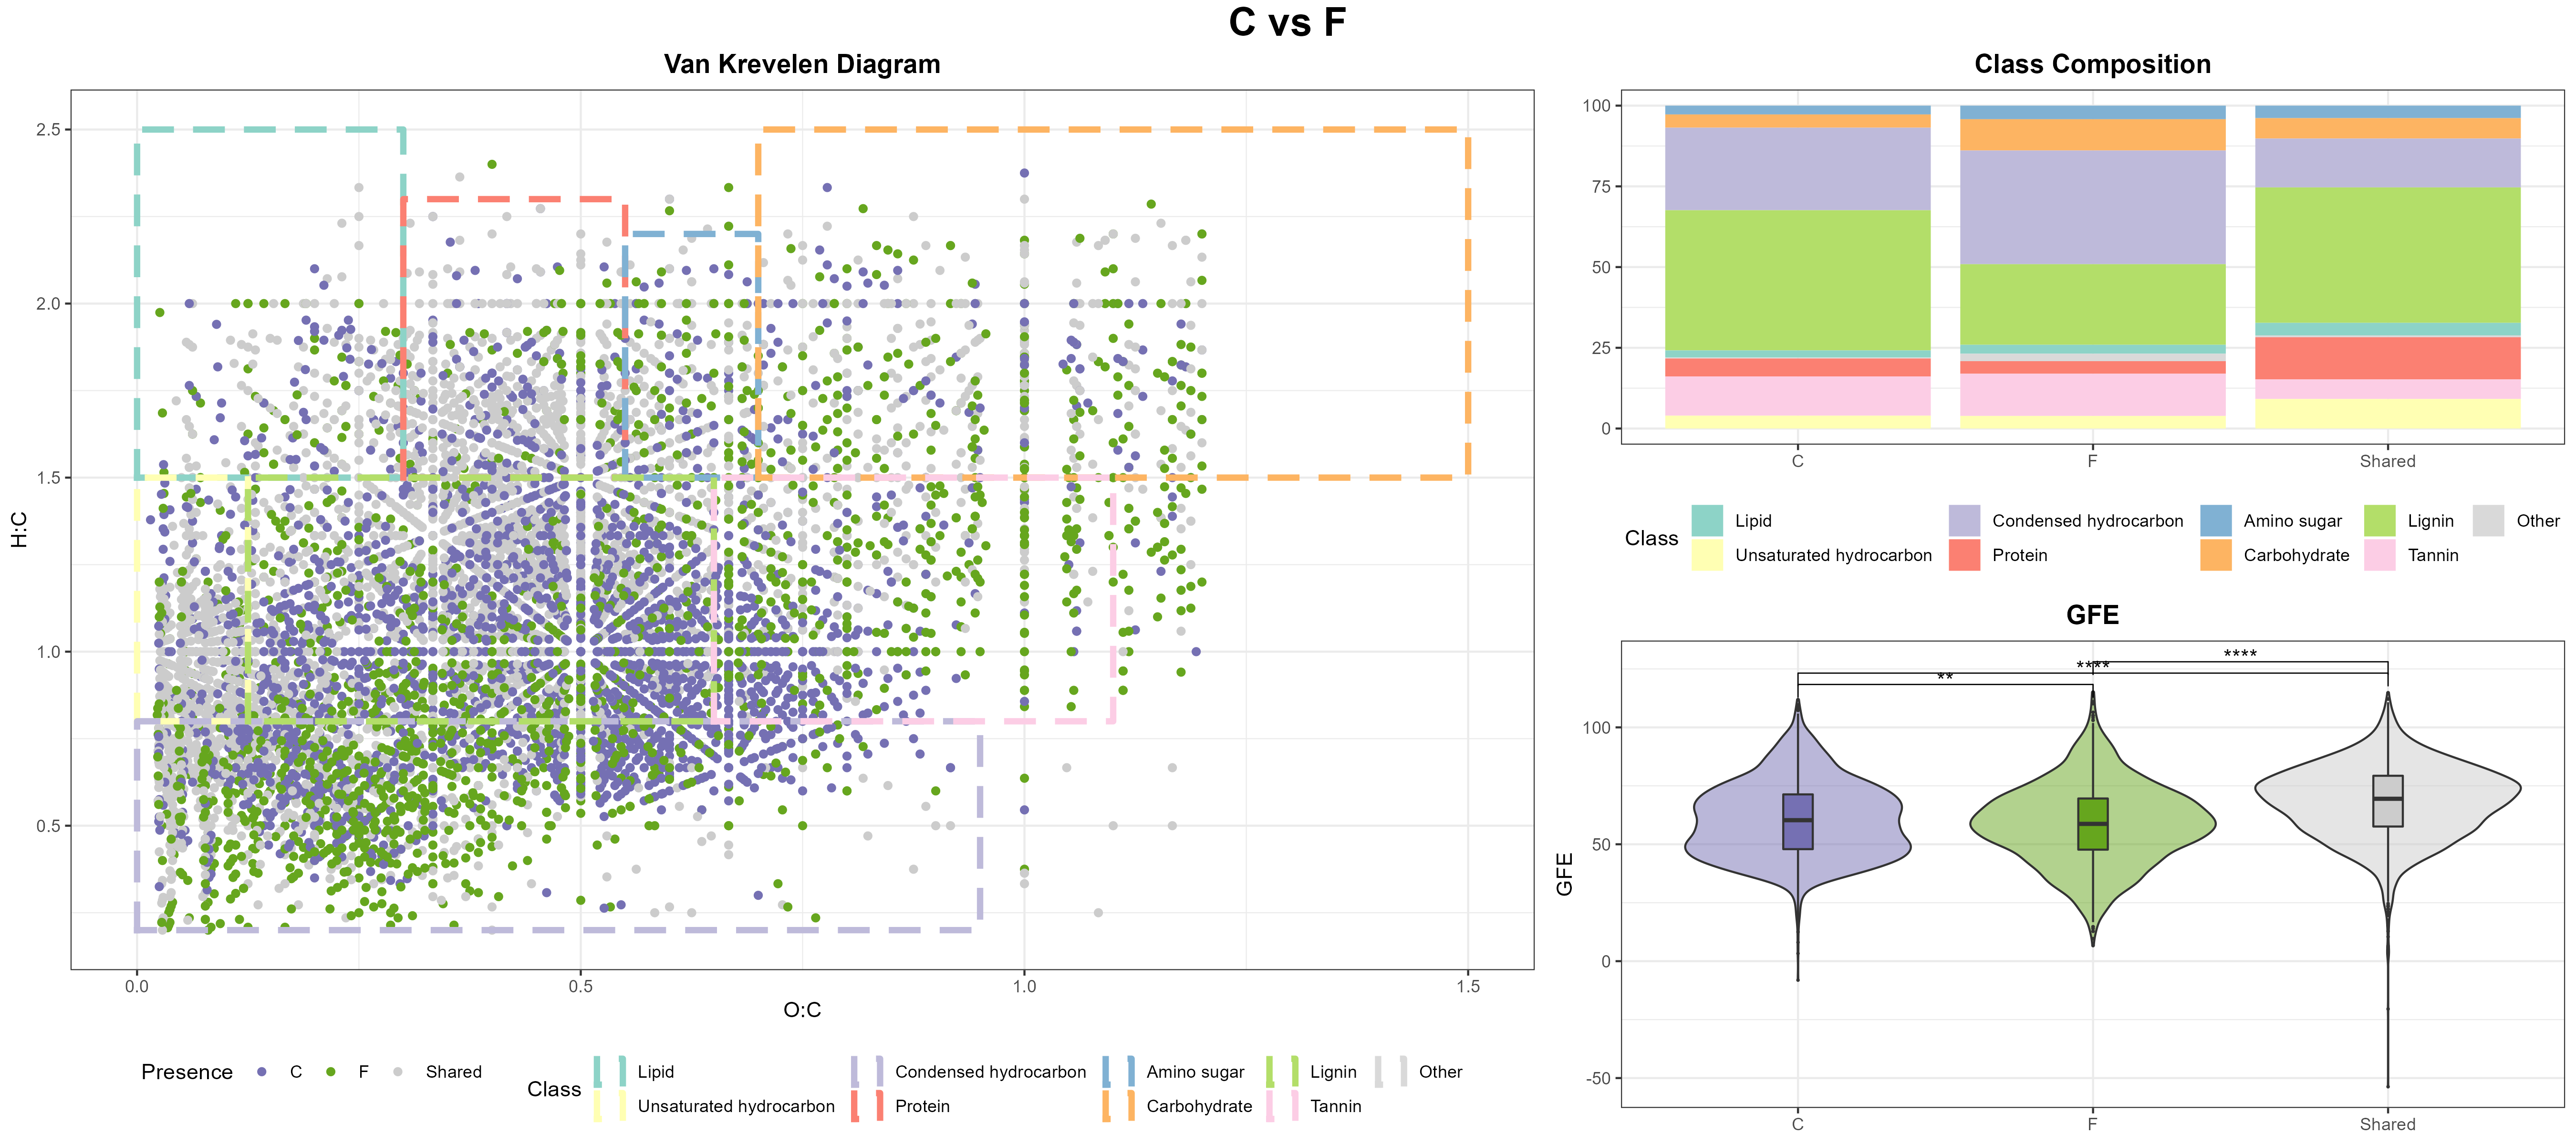 C vs F
Van Krevelen Diagram
H:C
2.5
2.0
1.5
1.0
0.5
0.0 0.5 1.0 1.5
O:C
Presence C F Shared
Class
Lipid Condensed hydrocarbon Amino sugar Lignin Other
Unsaturated hydrocarbon Protein Carbohydrate Tannin
Class Composition
100
75
50
25
0
C F Shared
Class
Lipid Condensed hydrocarbon Amino sugar Lignin Other
Unsaturated hydrocarbon Protein Carbohydrate Tannin
GFE
GFE
****
****
**
100
50
0
-50
C F Shared